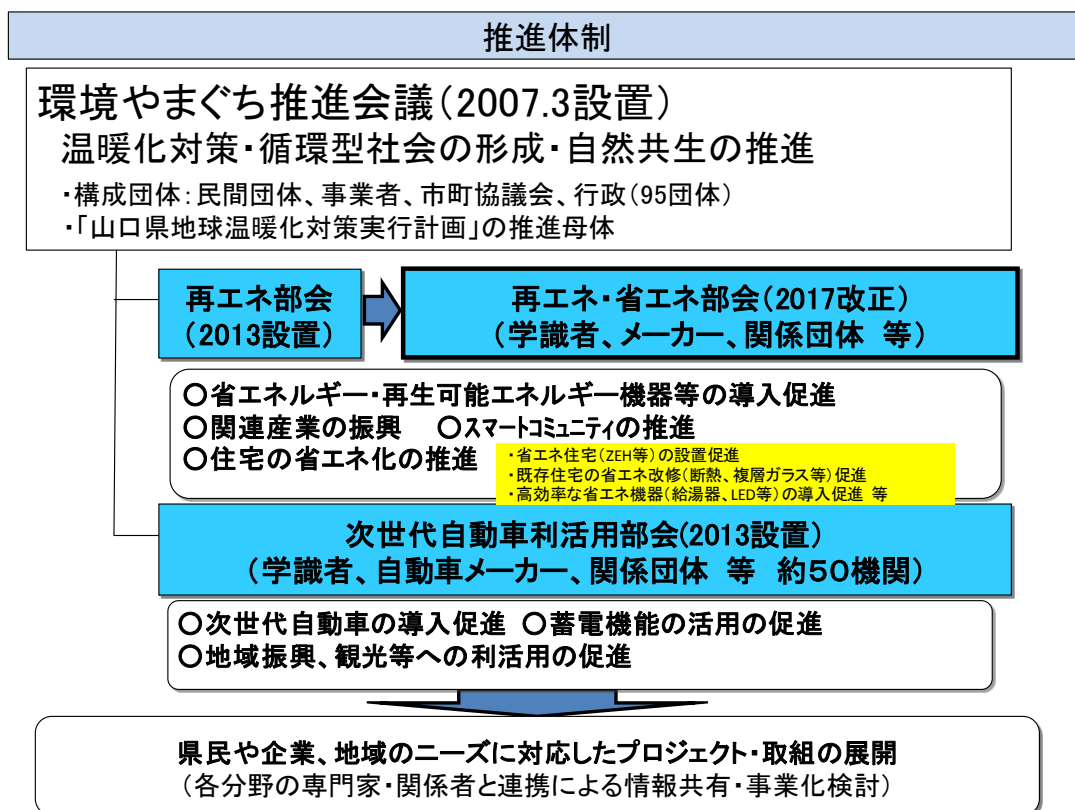 推進体制
環境やまぐち推進会議（2007.3設置）
温暖化対策・循環型社会の形成・自然共生の推進
・構成団体：民間団体、事業者、市町協議会、行政（95団体）
・「山口県地球温暖化対策実行計画」の推進母体
再エネ部会
（2013設置）
再エネ・省エネ部会（2017改正）
（学識者、メーカー、関係団体 等）
○省エネルギー・再生可能エネルギー機器等の導入促進
○関連産業の振興 ○スマートコミュニティの推進
○住宅の省エネ化の推進
・省エネ住宅（ZEH等）の設置促進
・既存住宅の省エネ改修（断熱、複層ガラス等）促進
・高効率な省エネ機器（給湯器、LED等）の導入促進 等
次世代自動車利活用部会(2013設置）
（学識者、自動車メーカー、関係団体 等 約５０機関）
○次世代自動車の導入促進 ○蓄電機能の活用の促進
○地域振興、観光等への利活用の促進
県民や企業、地域のニーズに対応したプロジェクト・取組の展開
（各分野の専門家・関係者と連携による情報共有・事業化検討）